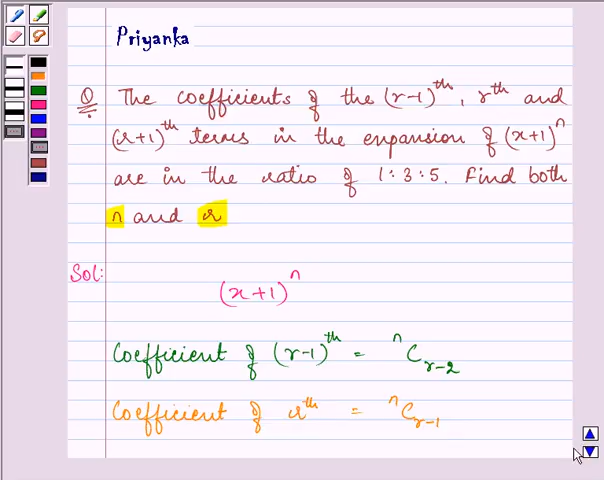 Priyanka
Q The coefficients of the (r-1)th, rth and
(r+1)th terms in the expansion of (x+1)^n
are in the ratio of 1:3:5. Find both
n and r
Sol:
(x+1)^n
Coefficient of (r-1)th = nC_r-2
Coefficient of rth = nC_r-1